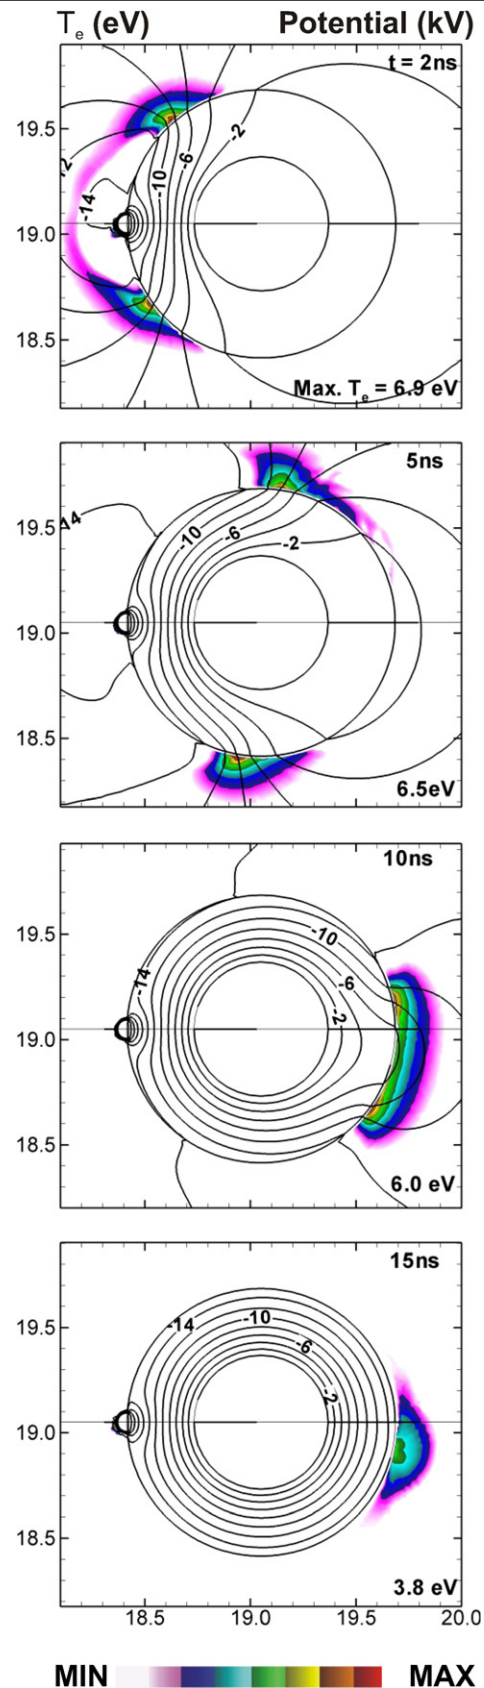 Te (eV) Potential (kV)
t = 2ns
19.5
-2
-6
12
-10
-14
19.0
18.5
Max. Te = 6.9 eV
5ns
14
19.5
-10
-6
-2
19.0
18.5
6.5eV
10ns
19.5
-10
-14
-6
-2
19.0
18.5
6.0 eV
15ns
19.5
-14
-10
-6
-2
19.0
18.5
3.8 eV
18.5 19.0 19.5 20.0
MIN MAX